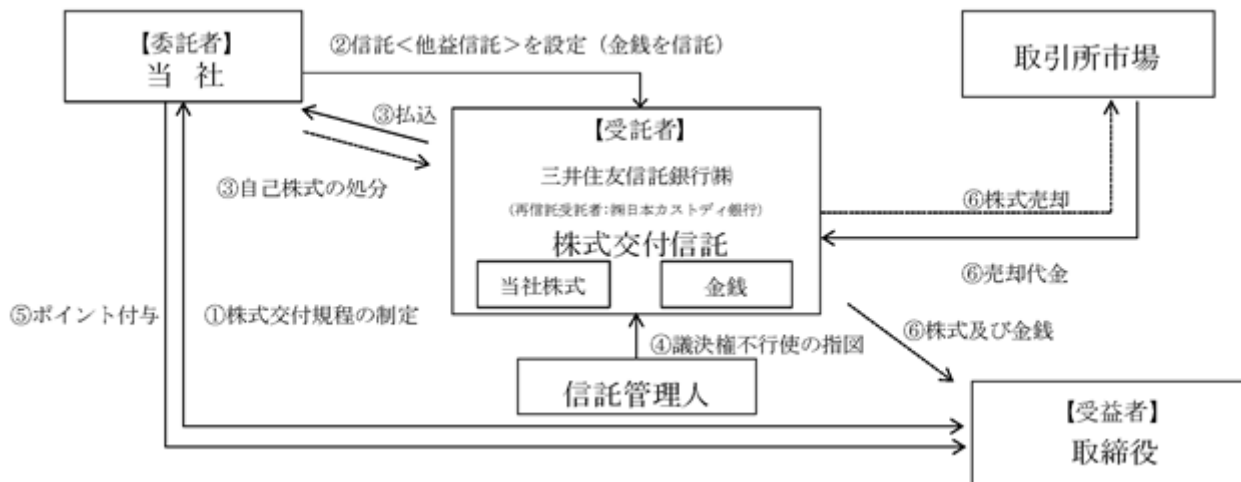 【委託者】
当 社
②信託＜他益信託＞を設定（金銭を信託）
取引所市場
③払込
③自己株式の処分
【受託者】
三井住友信託銀行㈱
(再信託受託者：㈱日本カストディ銀行)
株式交付信託
当社株式
金銭
⑥株式売却
⑥売却代金
⑤ポイント付与
①株式交付規程の制定
④議決権不行使の指図
⑥株式及び金銭
信託管理人
【受益者】
取締役